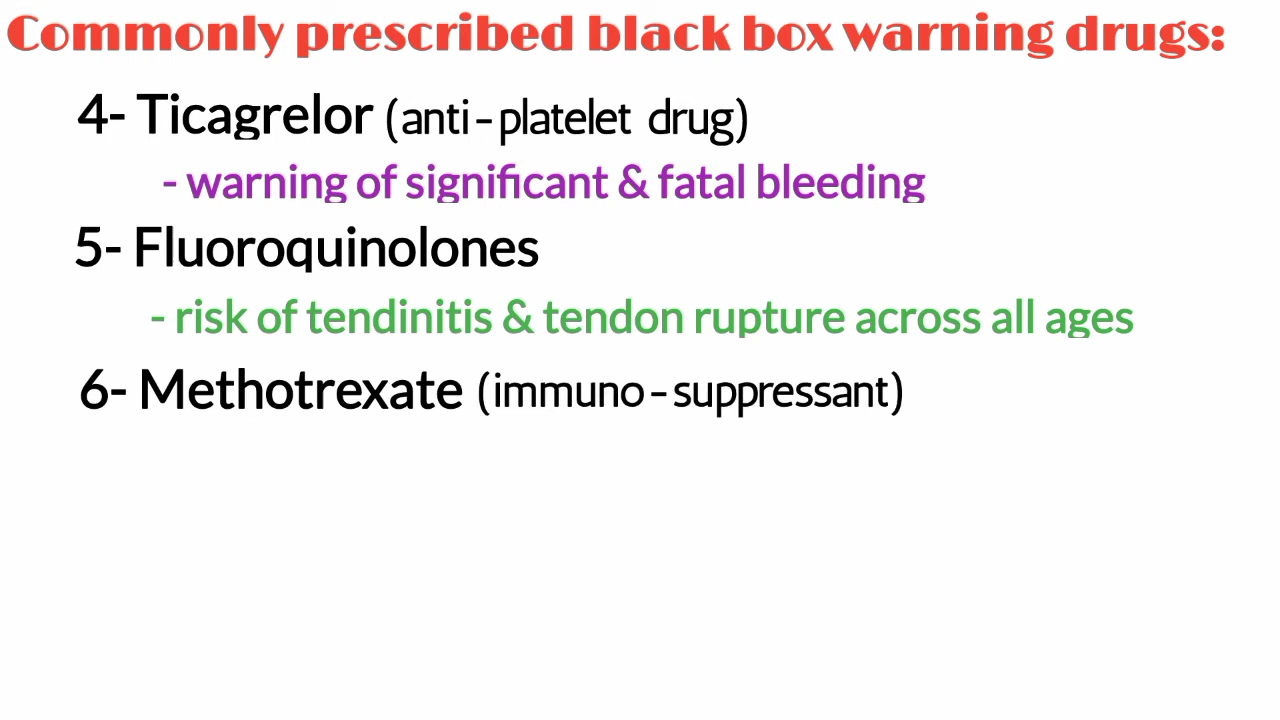 Commonly prescribed black box warning drugs:
4- Ticagrelor (anti-platelet drug)
- warning of significant & fatal bleeding
5- Fluoroquinolones
- risk of tendinitis & tendon rupture across all ages
6- Methotrexate (immuno-suppressant)